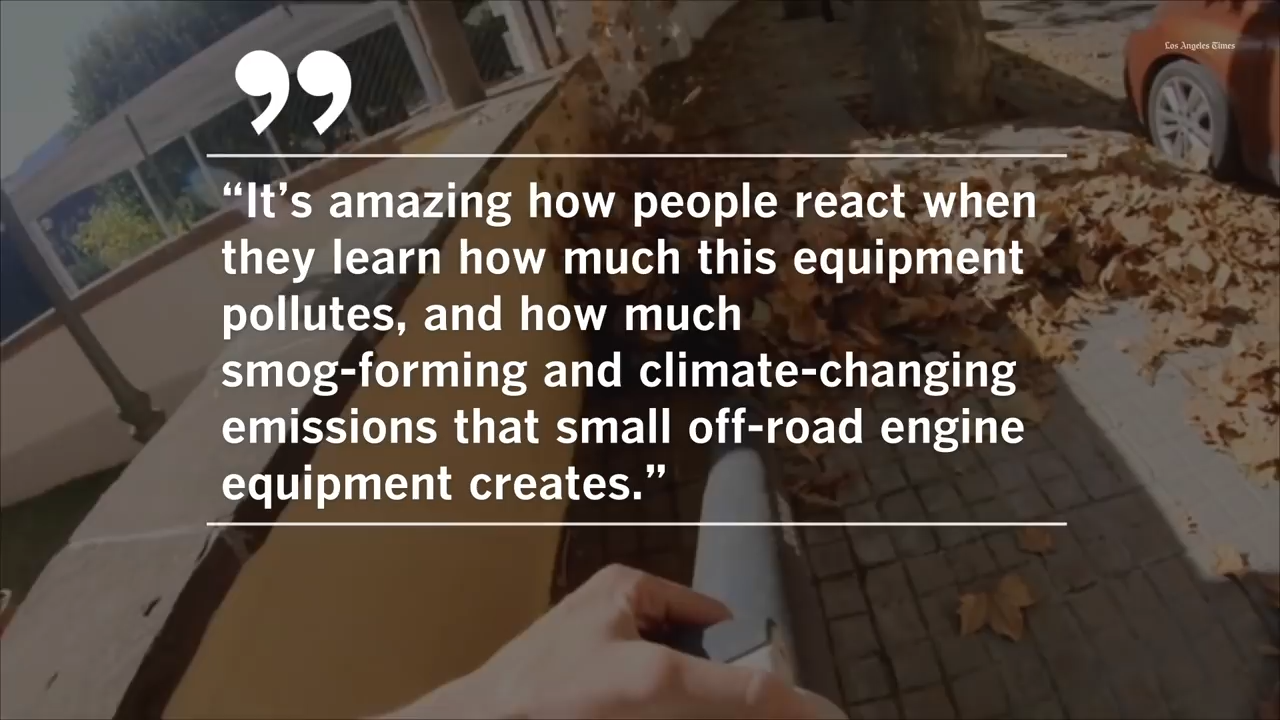 Los Angeles Times
”
“It’s amazing how people react when
they learn how much this equipment
pollutes, and how much
smog-forming and climate-changing
emissions that small off-road engine
equipment creates.”